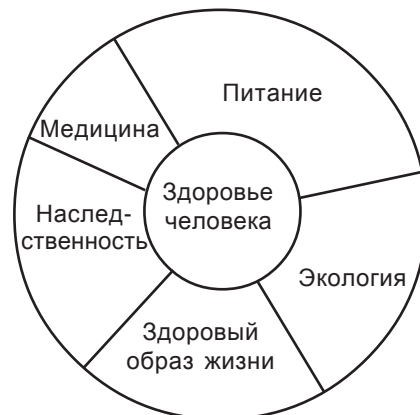 Питание
Медицина
Здоровье
человека
Наслед-
ственность
Экология
Здоровый
образ жизни